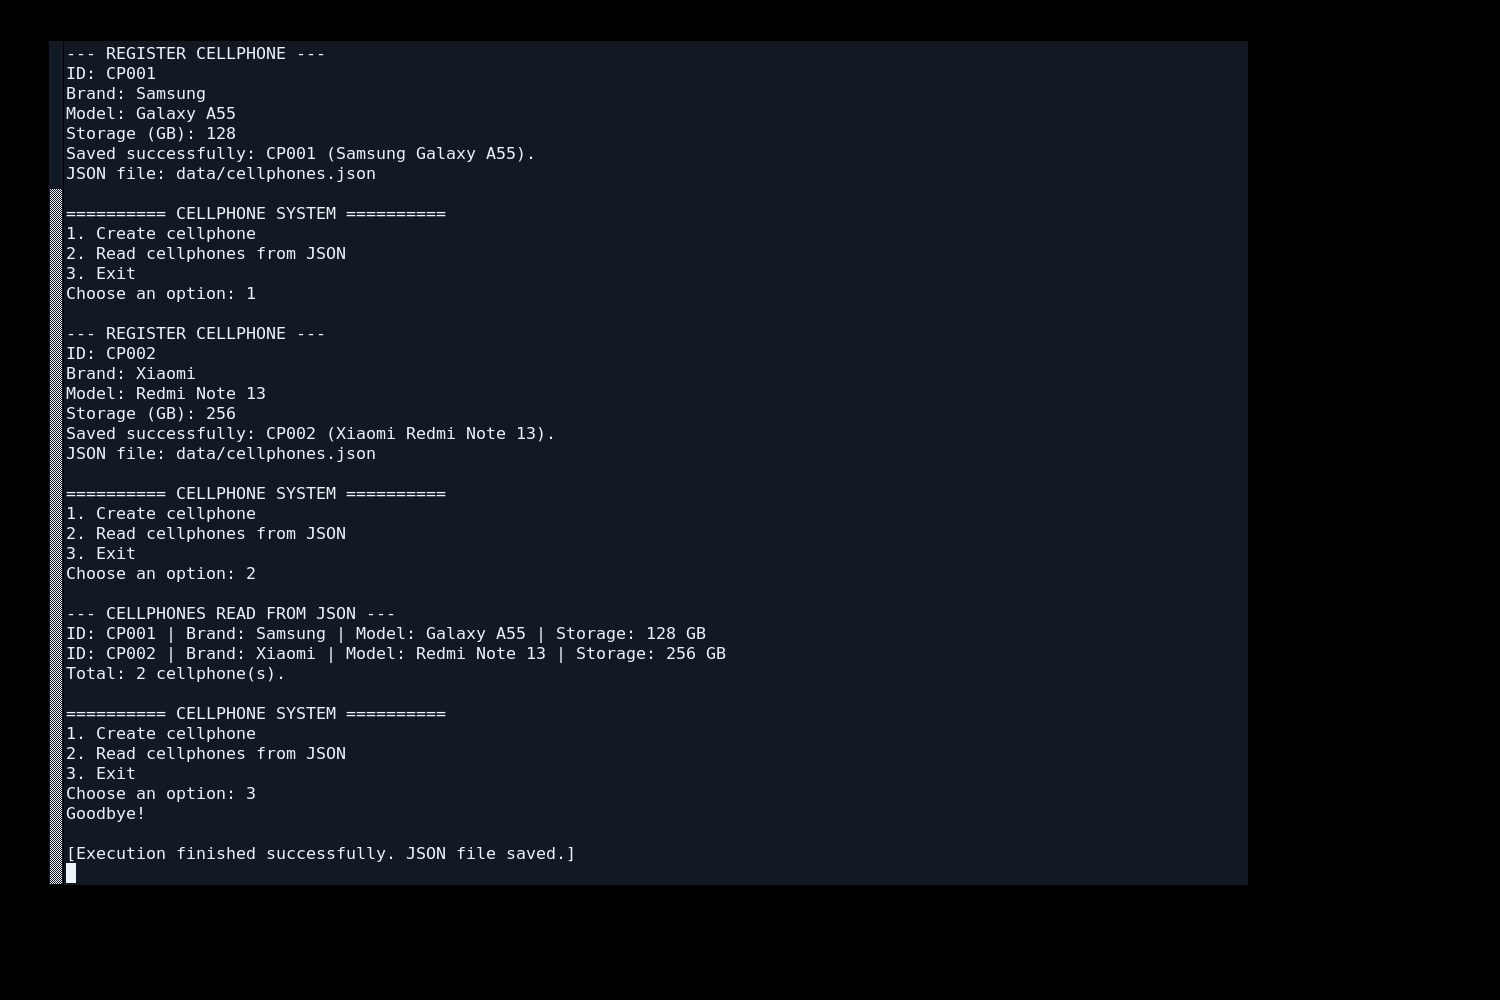 --- REGISTER CELLPHONE ---
ID: CP001
Brand: Samsung
Model: Galaxy A55
Storage (GB): 128
Saved successfully: CP001 (Samsung Galaxy A55).
JSON file: data/cellphones.json

========== CELLPHONE SYSTEM ==========
1. Create cellphone
2. Read cellphones from JSON
3. Exit
Choose an option: 1

--- REGISTER CELLPHONE ---
ID: CP002
Brand: Xiaomi
Model: Redmi Note 13
Storage (GB): 256
Saved successfully: CP002 (Xiaomi Redmi Note 13).
JSON file: data/cellphones.json

========== CELLPHONE SYSTEM ==========
1. Create cellphone
2. Read cellphones from JSON
3. Exit
Choose an option: 2

--- CELLPHONES READ FROM JSON ---
ID: CP001 | Brand: Samsung | Model: Galaxy A55 | Storage: 128 GB
ID: CP002 | Brand: Xiaomi | Model: Redmi Note 13 | Storage: 256 GB
Total: 2 cellphone(s).

========== CELLPHONE SYSTEM ==========
1. Create cellphone
2. Read cellphones from JSON
3. Exit
Choose an option: 3
Goodbye!

[Execution finished successfully. JSON file saved.]